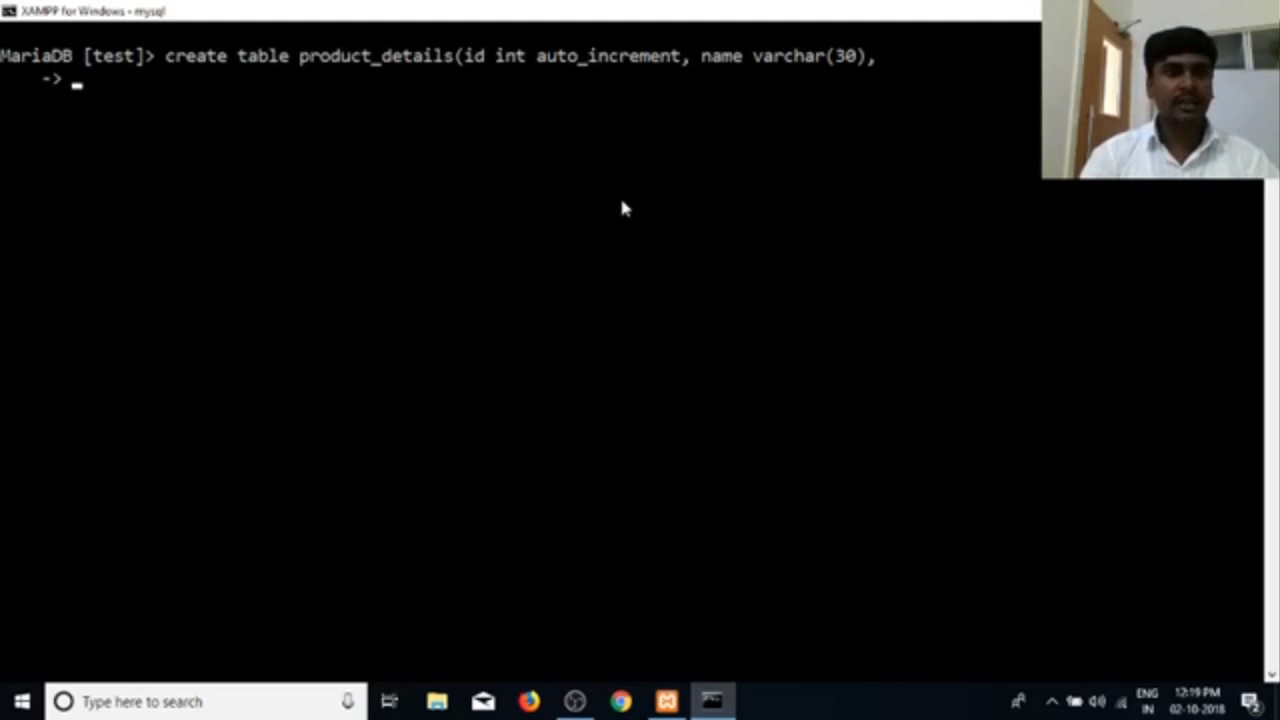 XAMPP for Windows - mysql
MariaDB [test]> create table product_details(id int auto_increment, name varchar(30),
->
Type here to search
ENG
IN
12:19 PM
02-10-2018
2